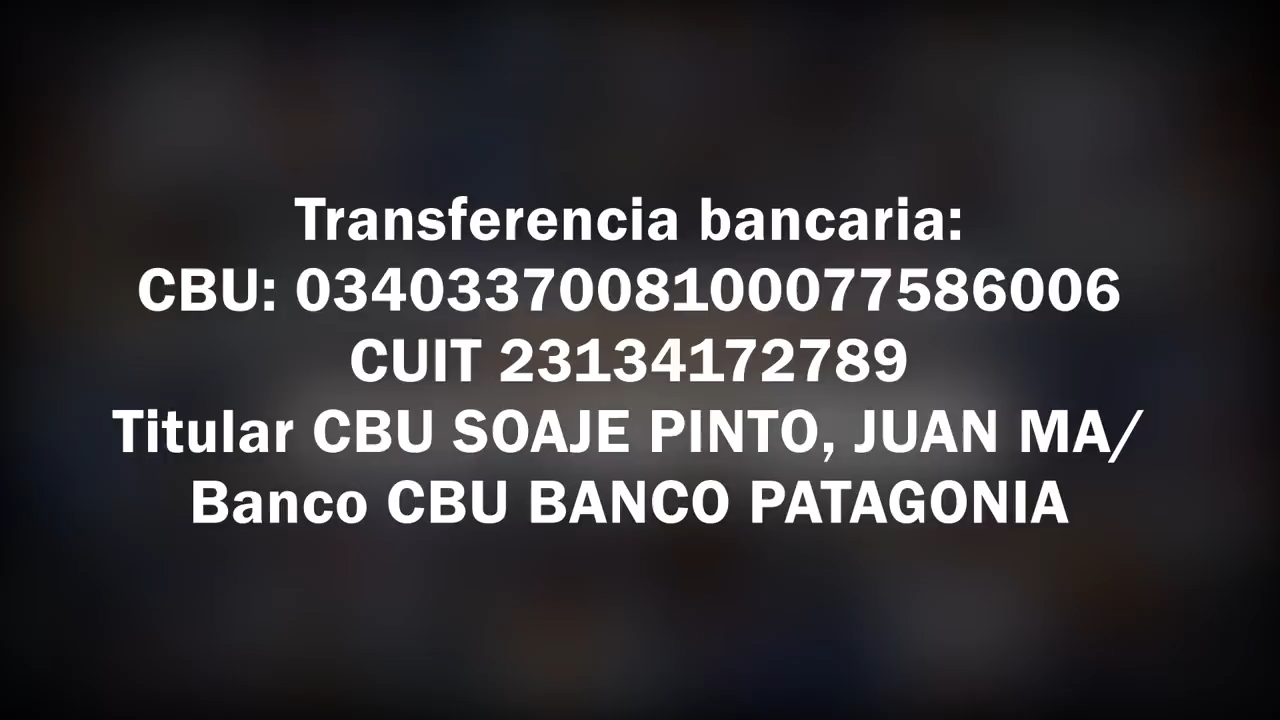 Transferencia bancaria:
CBU: 0340337008100077586006
CUIT 23134172789
Titular CBU SOAJE PINTO, JUAN MA/
Banco CBU BANCO PATAGONIA